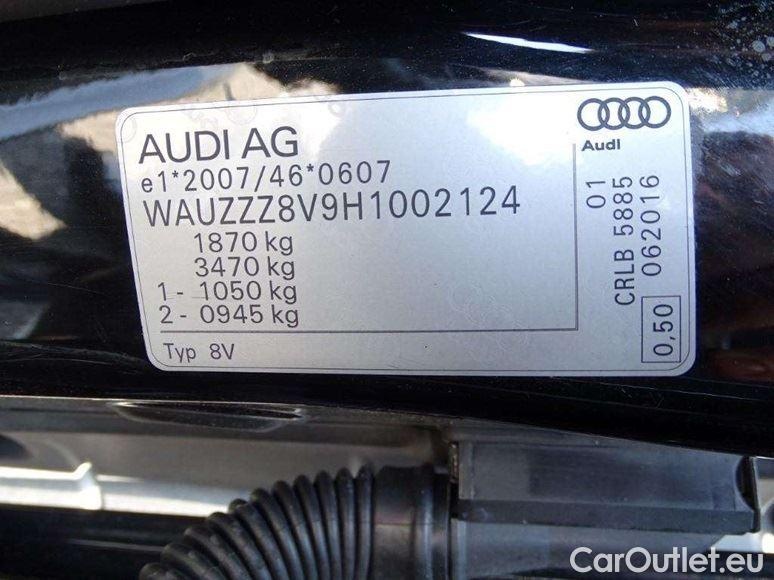 AUDI AG
e1*2007/46*0607
WAUZZZ8V9H1002124
1870 kg
3470 kg
1 - 1050 kg
2 - 0945 kg
Typ 8V
Audi
01
CRLB 5885
062016
0,50
CarOutlet.eu